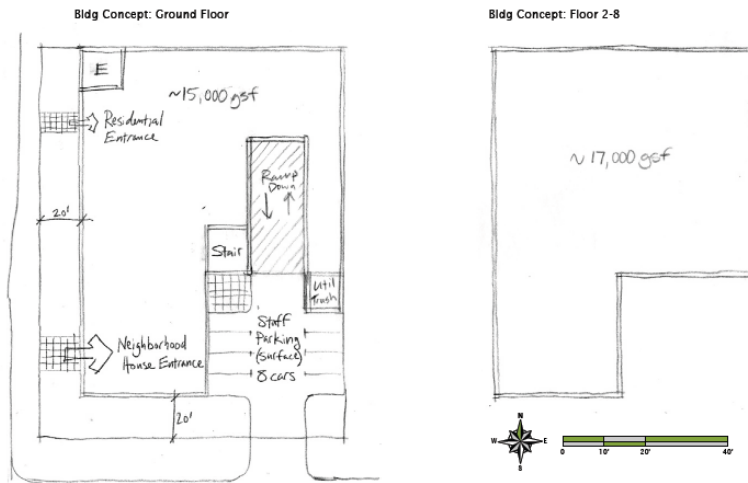 Bldg Concept: Ground Floor
Bldg Concept: Floor 2-8
E
~15,000 gsf
Residential
Entrance
~ 17,000 gsf
Ramp
Down
20'
Stair
Util
Trash
Staff
Parking
(surface)
8 cars
Neighborhood
House Entrance
20'
N
W
E
S
0
10'
20'
40'